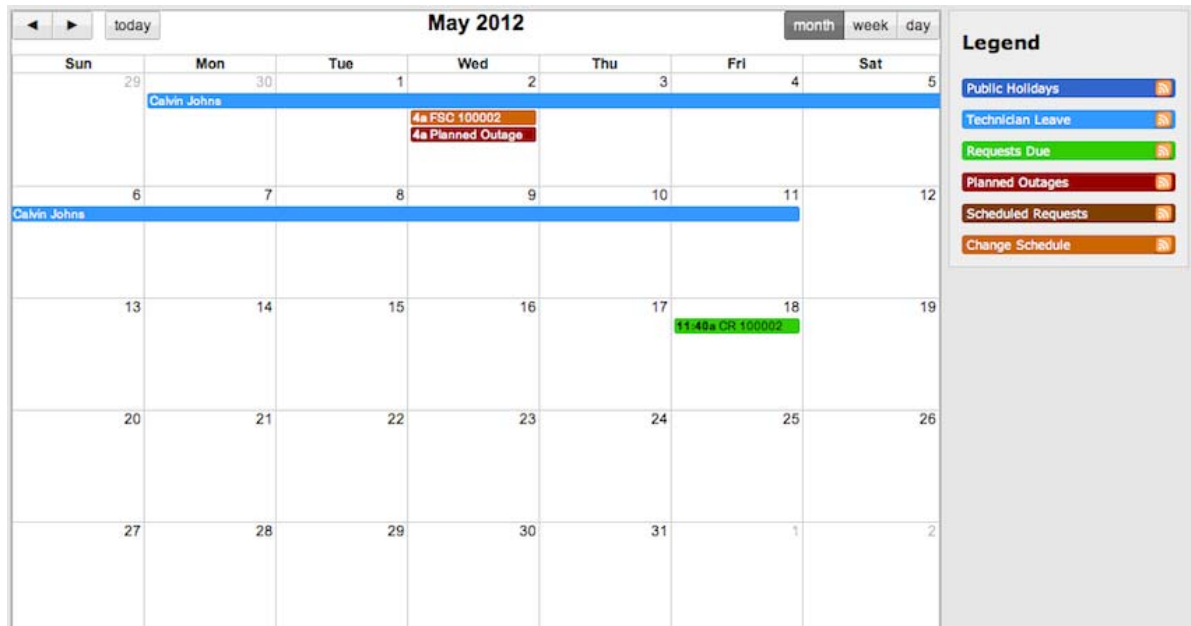 ◄ ► today May 2012 month week day
Sun Mon Tue Wed Thu Fri Sat
29 30 1 2 3 4 5
Calvin Johns
4a FSC 100002
4a Planned Outage
6 7 8 9 10 11 12
Calvin Johns
13 14 15 16 17 18 19
11:40a CR 100002
20 21 22 23 24 25 26
27 28 29 30 31 1 2
Legend
Public Holidays
Technician Leave
Requests Due
Planned Outages
Scheduled Requests
Change Schedule